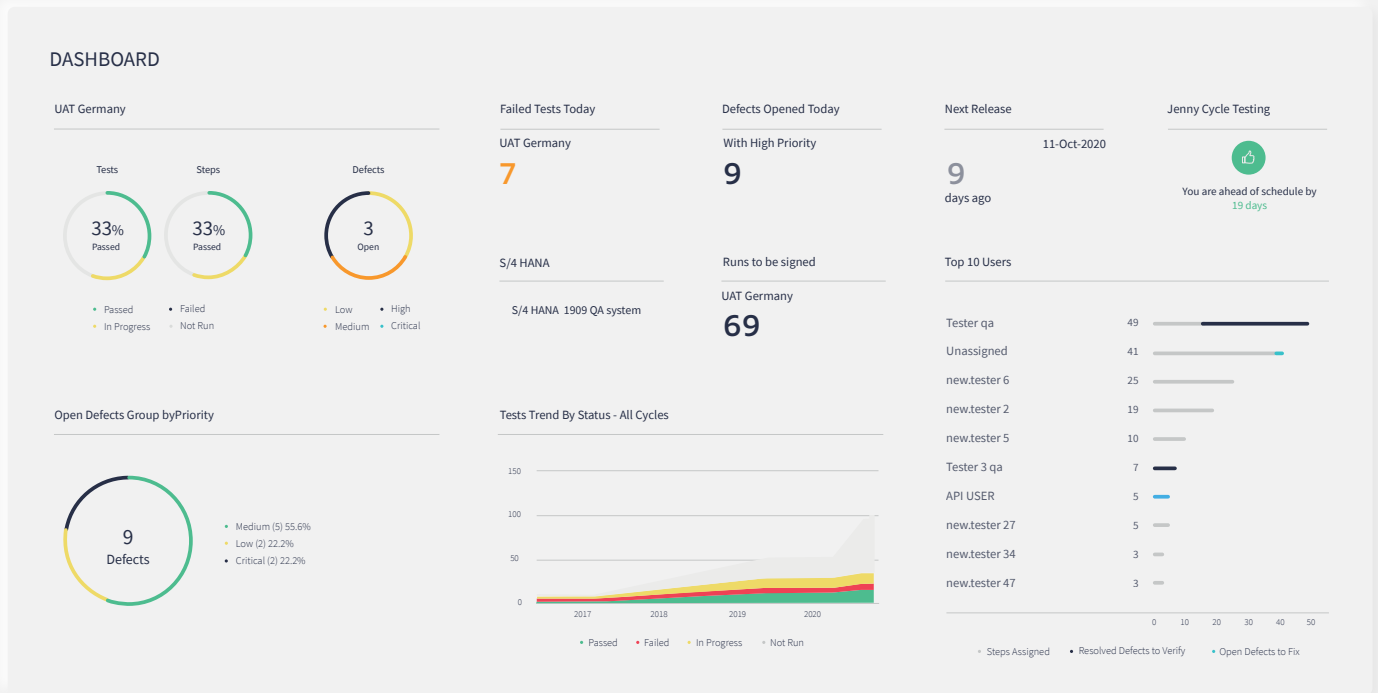 DASHBOARD
UAT Germany
Tests
Steps
Defects
33%
Passed
33%
Passed
3
Open
Passed
Failed
In Progress
Not Run
Low
High
Medium
Critical
Failed Tests Today
UAT Germany
7
Defects Opened Today
With High Priority
9
Next Release
11-Oct-2020
9
days ago
Jenny Cycle Testing
You are ahead of schedule by
19 days
S/4 HANA
S/4 HANA 1909 QA system
Runs to be signed
UAT Germany
69
Top 10 Users
Tester qa 49
Unassigned 41
new.tester 6 25
new.tester 2 19
new.tester 5 10
Tester 3 qa 7
API USER 5
new.tester 27 5
new.tester 34 3
new.tester 47 3
0 10 20 30 40 50
Steps Assigned Resolved Defects to Verify Open Defects to Fix
Open Defects Group byPriority
9
Defects
Medium (5) 55.6%
Low (2) 22.2%
Critical (2) 22.2%
Tests Trend By Status - All Cycles
150
100
50
0
2017 2018 2019 2020
Passed Failed In Progress Not Run